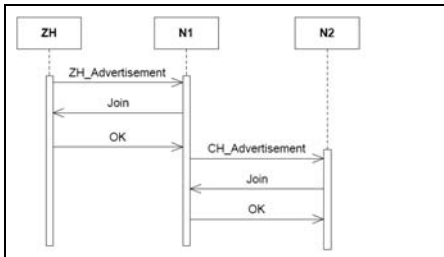 ZH N1 N2
ZH_Advertisement
Join
OK
CH_Advertisement
Join
OK